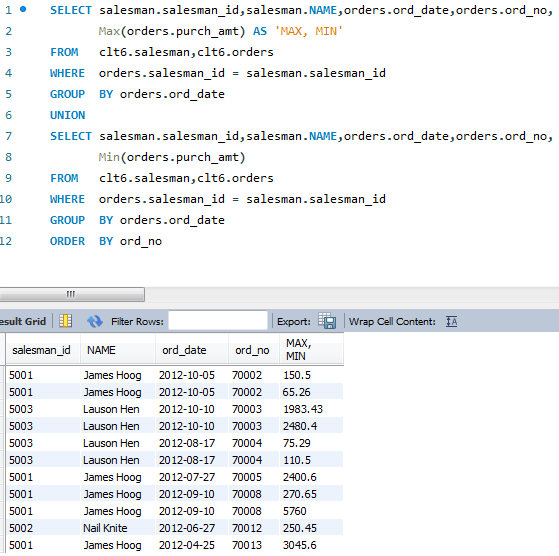 1 SELECT salesman.salesman_id,salesman.NAME,orders.ord_date,orders.ord_no,
2 Max(orders.purch_amt) AS 'MAX, MIN'
3 FROM clt6.salesman,clt6.orders
4 WHERE orders.salesman_id = salesman.salesman_id
5 GROUP BY orders.ord_date
6 UNION
7 SELECT salesman.salesman_id,salesman.NAME,orders.ord_date,orders.ord_no,
8 Min(orders.purch_amt)
9 FROM clt6.salesman,clt6.orders
10 WHERE orders.salesman_id = salesman.salesman_id
11 GROUP BY orders.ord_date
12 ORDER BY ord_no
esult Grid Filter Rows: Export: Wrap Cell Content:
salesman_id NAME ord_date ord_no MAX,
MIN
5001 James Hoog 2012-10-05 70002 150.5
5001 James Hoog 2012-10-05 70002 65.26
5003 Lauson Hen 2012-10-10 70003 1983.43
5003 Lauson Hen 2012-10-10 70003 2480.4
5003 Lauson Hen 2012-08-17 70004 75.29
5003 Lauson Hen 2012-08-17 70004 110.5
5001 James Hoog 2012-07-27 70005 2400.6
5001 James Hoog 2012-09-10 70008 270.65
5001 James Hoog 2012-09-10 70008 5760
5002 Nail Knite 2012-06-27 70012 250.45
5001 James Hoog 2012-04-25 70013 3045.6